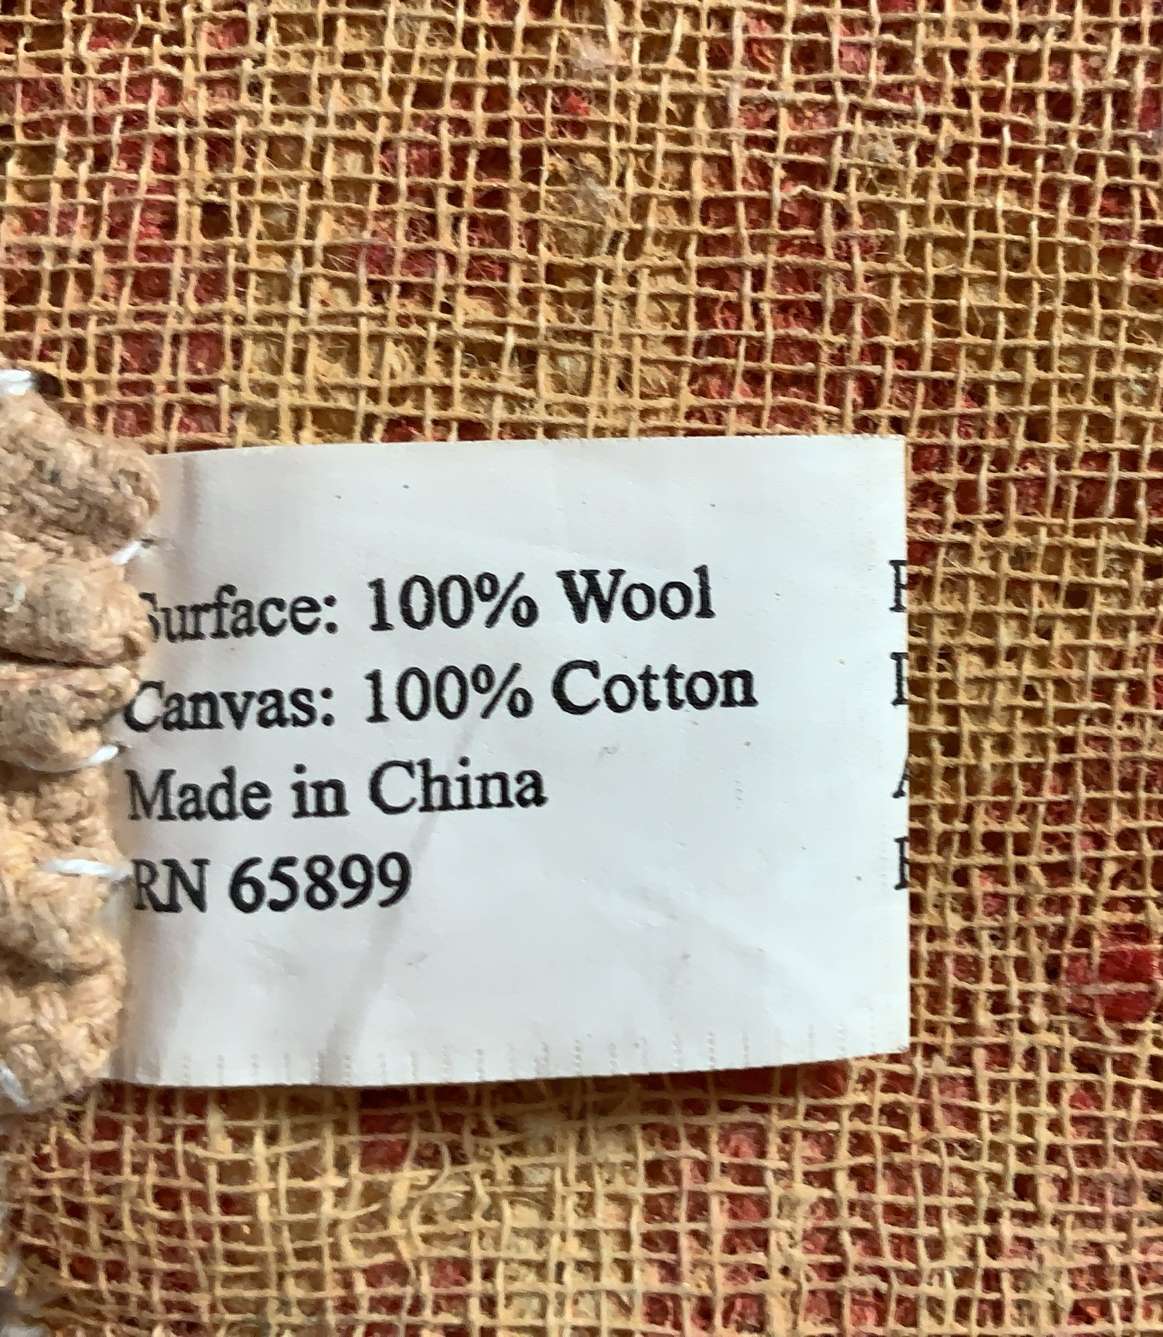 Surface: 100% Wool
Canvas: 100% Cotton
Made in China
RN 65899